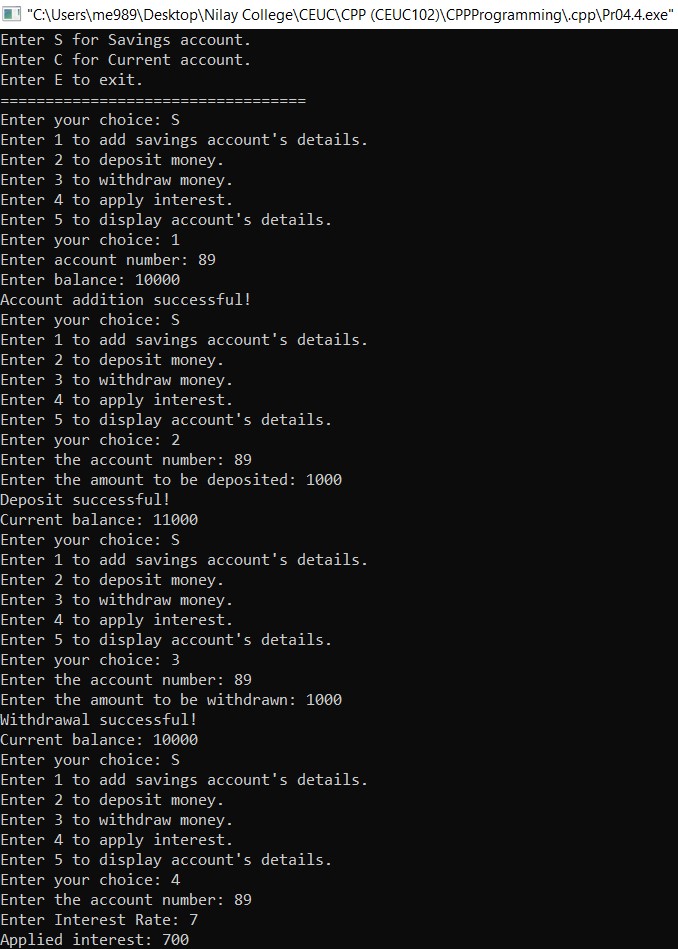 "C:\Users\me989\Desktop\Nilay College\CEUC\CPP (CEUC102)\CPPProgramming\.cpp\Pr04.4.exe"
Enter S for Savings account.
Enter C for Current account.
Enter E to exit.
==================================
Enter your choice: S
Enter 1 to add savings account's details.
Enter 2 to deposit money.
Enter 3 to withdraw money.
Enter 4 to apply interest.
Enter 5 to display account's details.
Enter your choice: 1
Enter account number: 89
Enter balance: 10000
Account addition successful!
Enter your choice: S
Enter 1 to add savings account's details.
Enter 2 to deposit money.
Enter 3 to withdraw money.
Enter 4 to apply interest.
Enter 5 to display account's details.
Enter your choice: 2
Enter the account number: 89
Enter the amount to be deposited: 1000
Deposit successful!
Current balance: 11000
Enter your choice: S
Enter 1 to add savings account's details.
Enter 2 to deposit money.
Enter 3 to withdraw money.
Enter 4 to apply interest.
Enter 5 to display account's details.
Enter your choice: 3
Enter the account number: 89
Enter the amount to be withdrawn: 1000
Withdrawal successful!
Current balance: 10000
Enter your choice: S
Enter 1 to add savings account's details.
Enter 2 to deposit money.
Enter 3 to withdraw money.
Enter 4 to apply interest.
Enter 5 to display account's details.
Enter your choice: 4
Enter the account number: 89
Enter Interest Rate: 7
Applied interest: 700